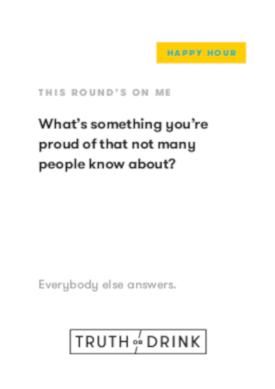 HAPPY HOUR
THIS ROUND'S ON ME
What's something you're
proud of that not many
people know about?
Everybody else answers.
TRUTH OR DRINK